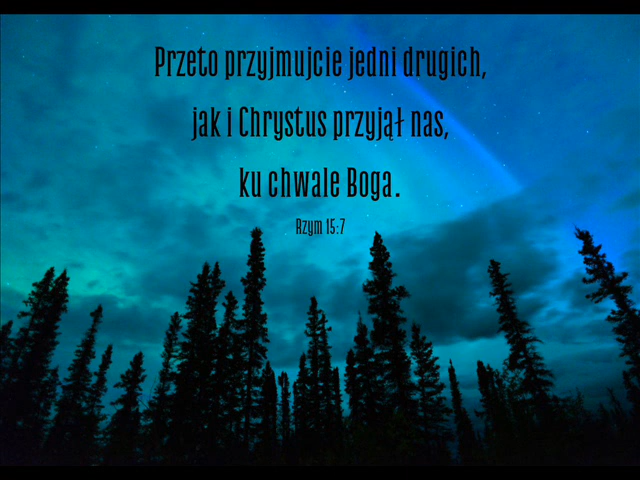 Przeto przyjmujcie jedni drugich,
jak i Chrystus przyjął nas,
ku chwale Boga.
Rzym 15:7